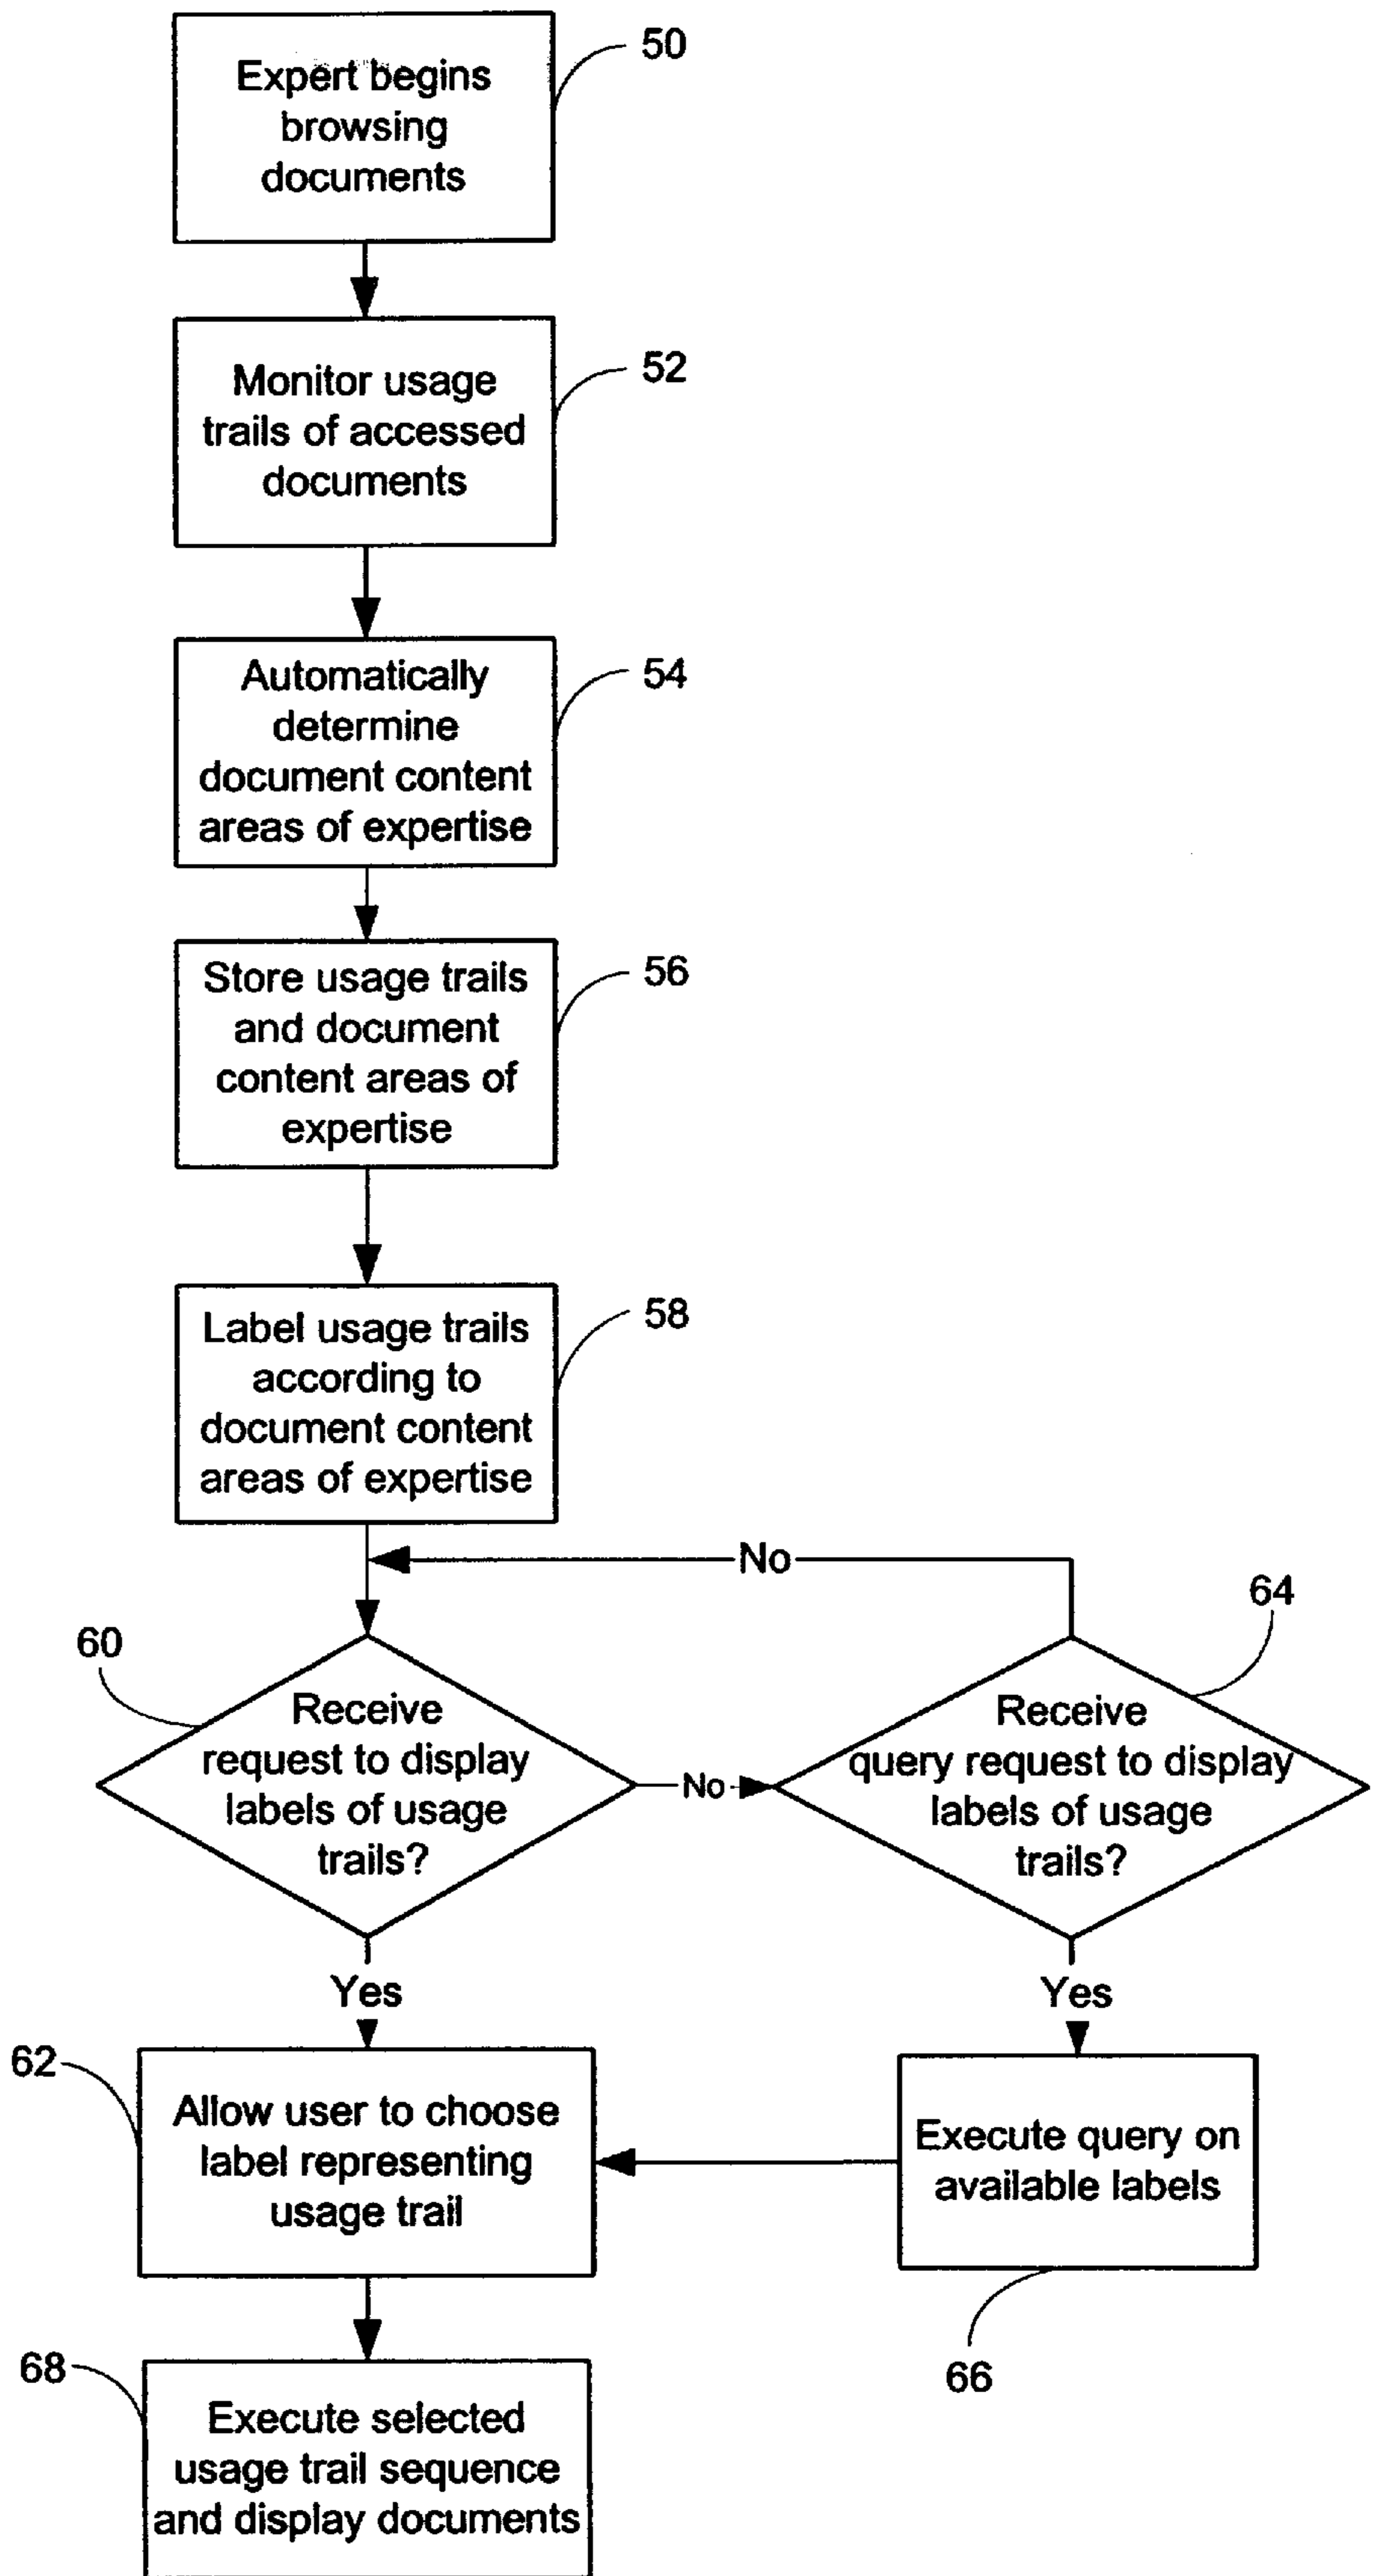 Expert begins
browsing
documents
50
Monitor usage
trails of accessed
documents
52
Automatically
determine
document content
areas of expertise
54
Store usage trails
and document
content areas of
expertise
56
Label usage trails
according to
document content
areas of expertise
58
No
60
Receive
request to display
labels of usage
trails?
No
64
Receive
query request to display
labels of usage
trails?
Yes
Yes
62
Allow user to choose
label representing
usage trail
Execute query on
available labels
66
68
Execute selected
usage trail sequence
and display documents